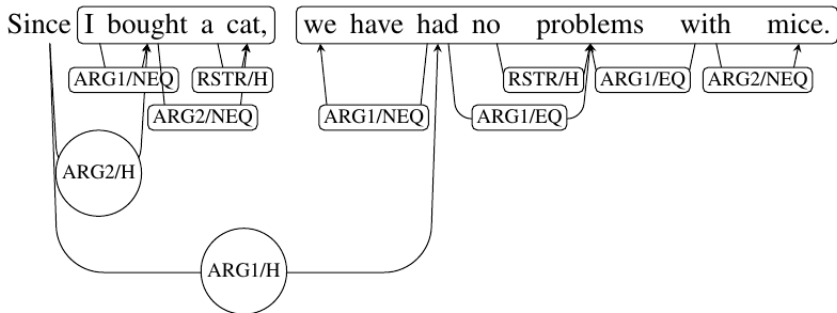 Since I bought a cat, we have had no problems with mice.
ARG1/NEQ RSTR/H RSTR/H ARG1/EQ ARG2/NEQ
ARG2/NEQ ARG1/NEQ ARG1/EQ
ARG2/H
ARG1/H